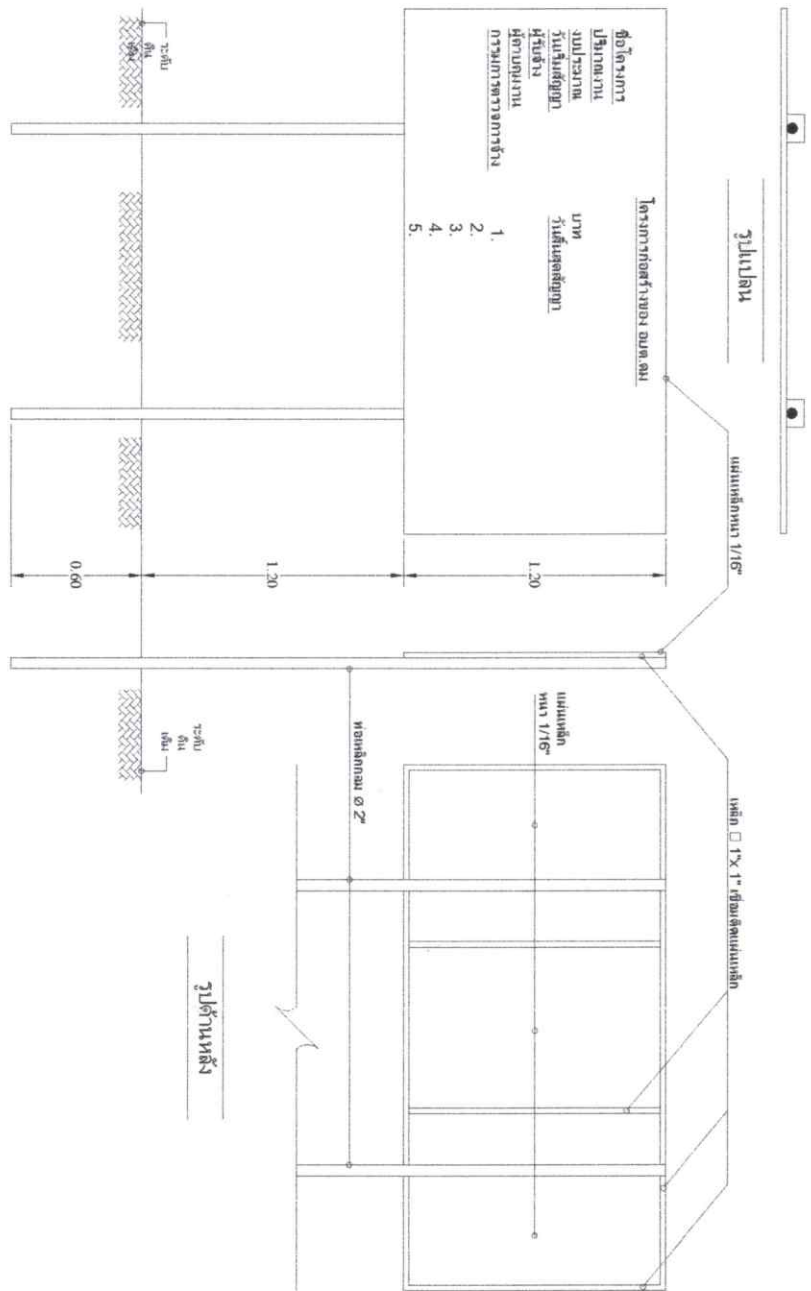 รูปแปลน
โครงการก่อสร้างของ อบต.ดม
ชื่อโครงการ
ปริมาณงาน
งบประมาณ บาท
วันเริ่มสัญญา วันสิ้นสุดสัญญา
ผู้รับจ้าง
ผู้ควบคุมงาน
กรรมการตรวจการจ้าง 1.
2.
3.
4.
5.
ระดับ
ดิน
เดิม
1.20
1.20
0.60
แผ่นเหล็กหนา 1/16"
เหล็ก □ 1"x 1" เชื่อมติดแผ่นเหล็ก
แผ่นเหล็ก
หนา 1/16"
ท่อเหล็กกลม ø 2"
ระดับ
ดิน
เดิม
รูปด้านหลัง